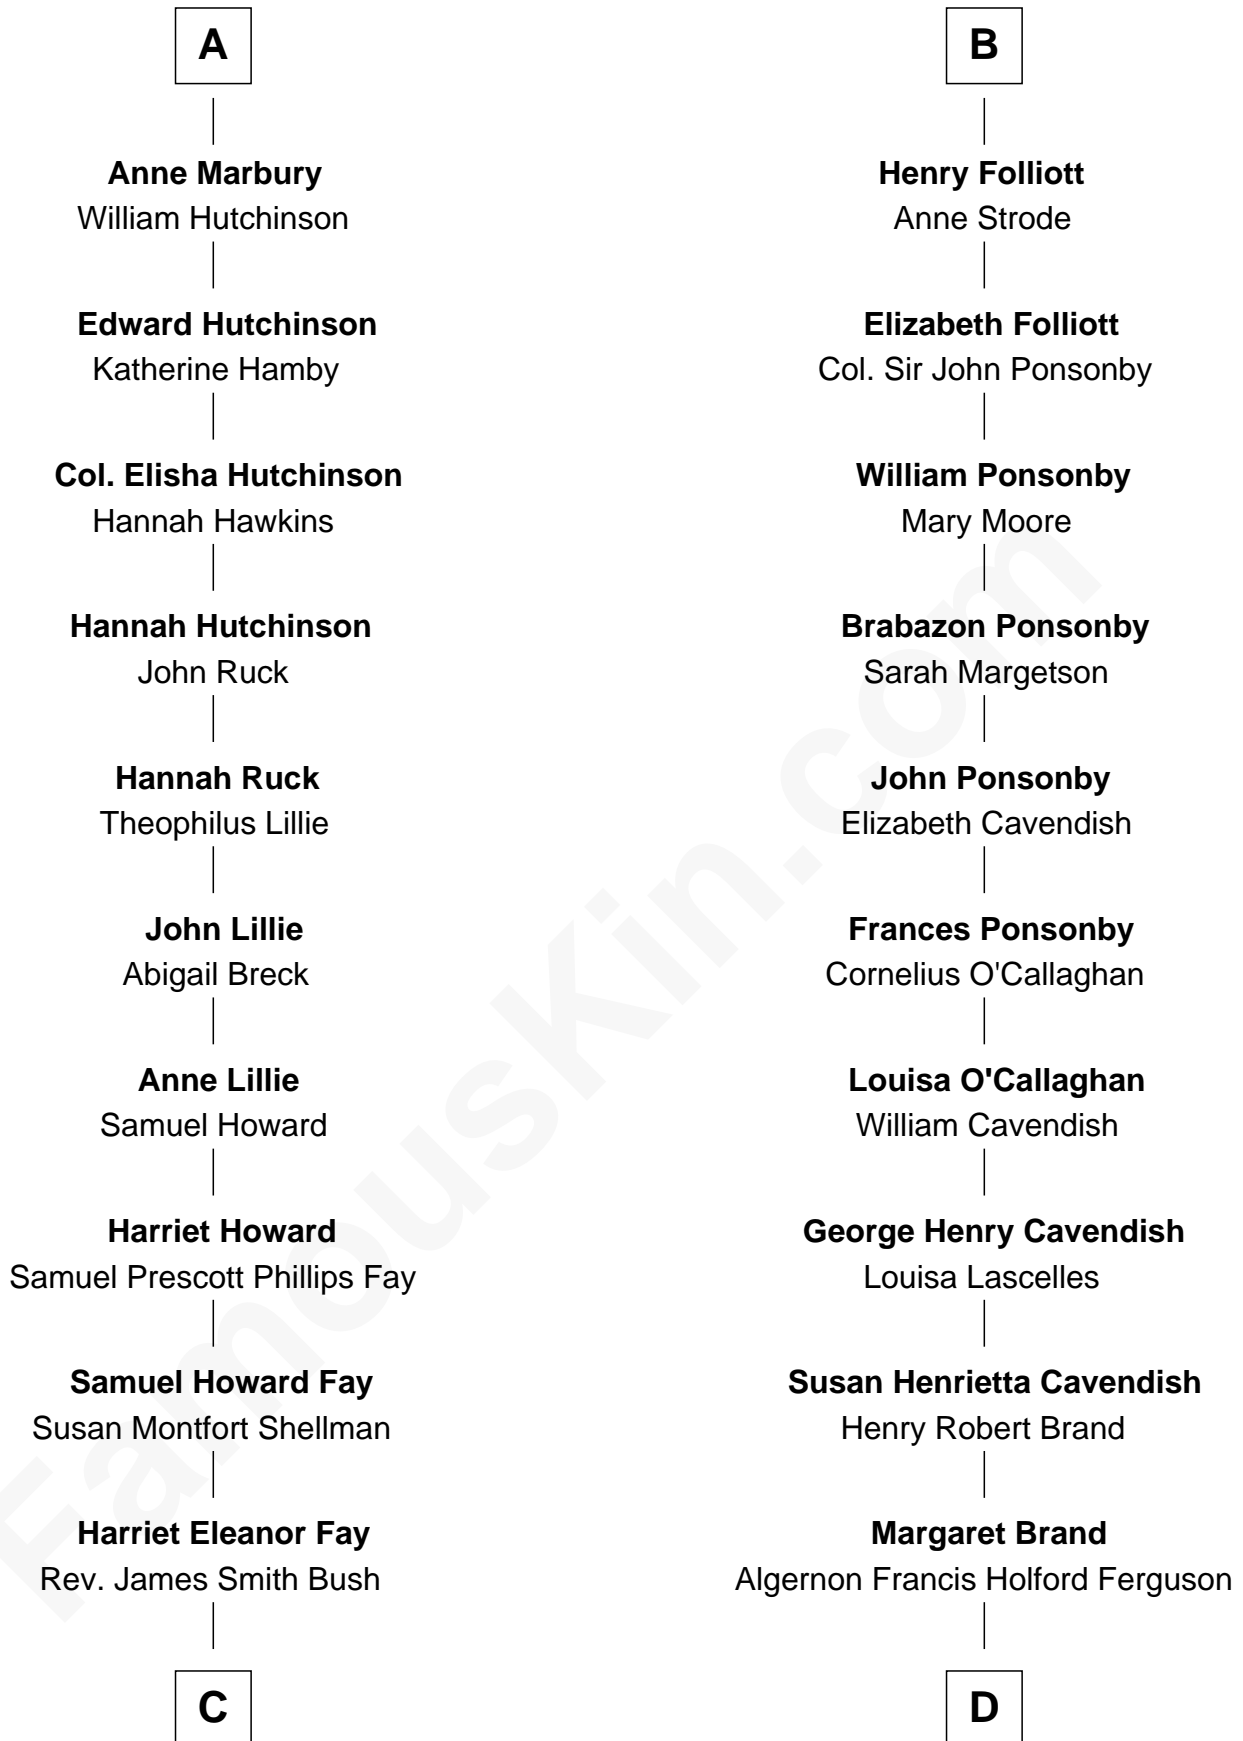 A
Anne Marbury
William Hutchinson
Edward Hutchinson
Katherine Hamby
Col. Elisha Hutchinson
Hannah Hawkins
Hannah Hutchinson
John Ruck
Hannah Ruck
Theophilus Lillie
John Lillie
Abigail Breck
Anne Lillie
Samuel Howard
Harriet Howard
Samuel Prescott Phillips Fay
Samuel Howard Fay
Susan Montfort Shellman
Harriet Eleanor Fay
Rev. James Smith Bush
C
B
Henry Folliott
Anne Strode
Elizabeth Folliott
Col. Sir John Ponsonby
William Ponsonby
Mary Moore
Brabazon Ponsonby
Sarah Margetson
John Ponsonby
Elizabeth Cavendish
Frances Ponsonby
Cornelius O'Callaghan
Louisa O'Callaghan
William Cavendish
George Henry Cavendish
Louisa Lascelles
Susan Henrietta Cavendish
Henry Robert Brand
Margaret Brand
Algernon Francis Holford Ferguson
D
FamousKin.com